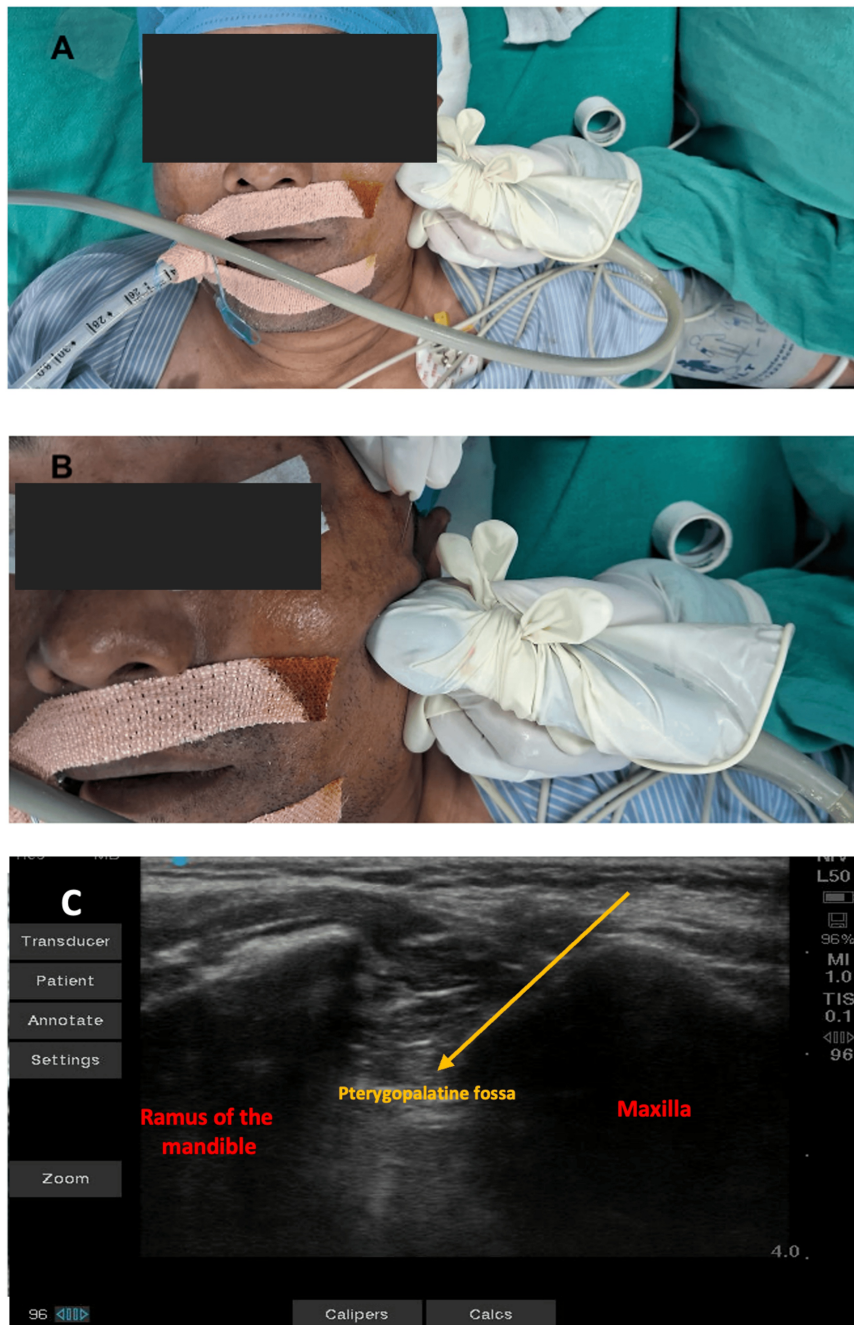 A
B
C
L50
Transducer
96%
Patient
MI
1.0
Annotate
TIS
0.1
Settings
96
Pterygopalatine fossa
Ramus of the
mandible
Maxilla
Zoom
4.0
96
Calipers
Calcs